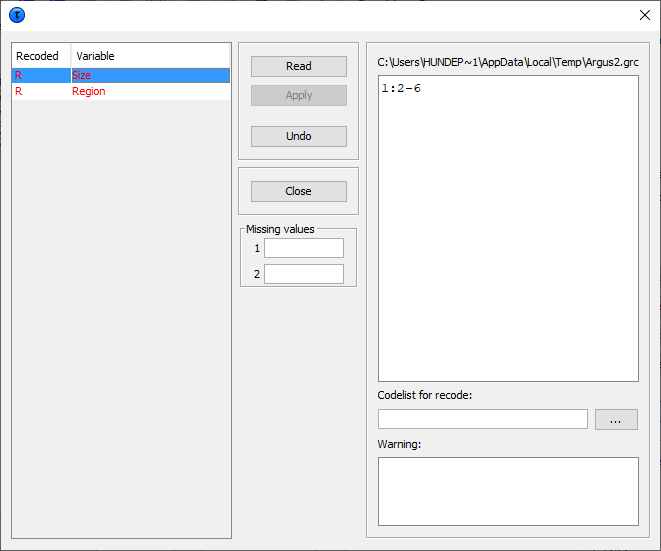 Recoded Variable
R Size
R Region
Read
Apply
Undo
Close
Missing values
1
2
C:\Users\HUNDEP~1\AppData\Local\Temp\Argus2.grc
1:2-6
Codelist for recode:
...
Warning: